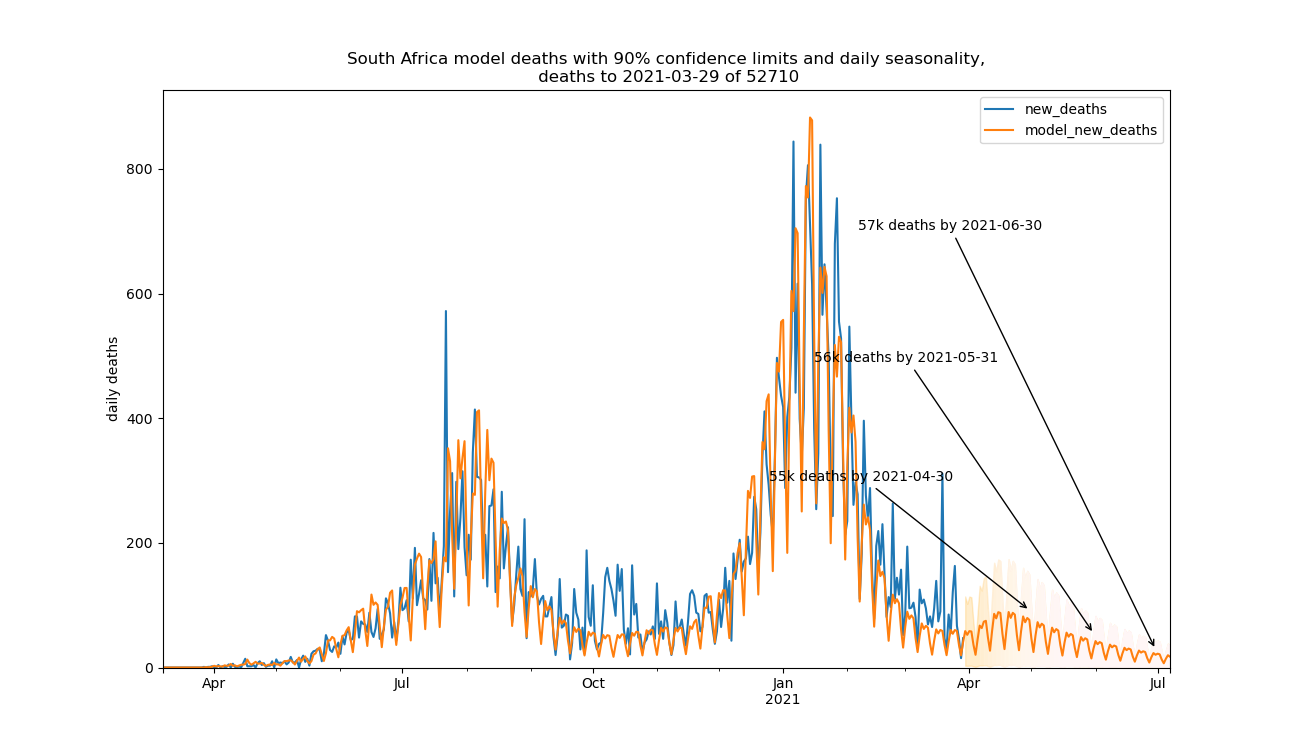 South Africa model deaths with 90% confidence limits and daily seasonality,
deaths to 2021-03-29 of 52710
new_deaths
model_new_deaths
800
600
400
200
0
daily deaths
57k deaths by 2021-06-30
56k deaths by 2021-05-31
55k deaths by 2021-04-30
Apr
Jul
Oct
Jan
2021
Apr
Jul